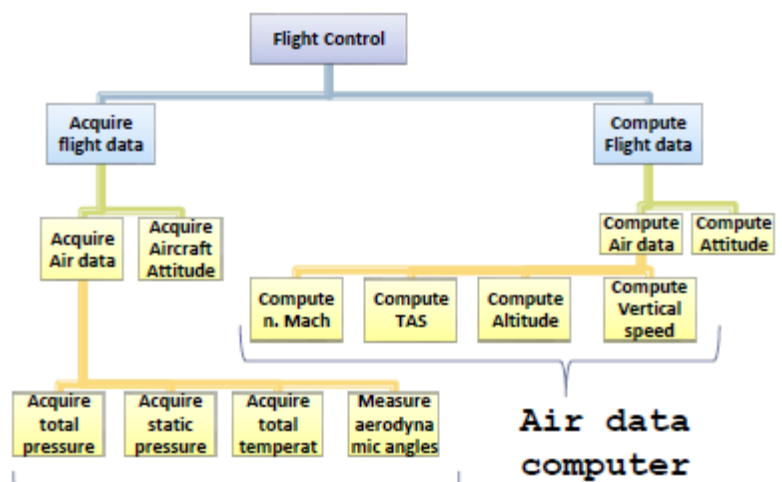 Flight Control
Acquire
flight data
Compute
Flight data
Acquire
Air data
Acquire
Aircraft
Attitude
Compute
Air data
Compute
Attitude
Compute
n. Mach
Compute
TAS
Compute
Altitude
Compute
Vertical
speed
Acquire
total
pressure
Acquire
static
pressure
Acquire
total
temperat
Measure
aerodyna
mic angles
Air data
computer